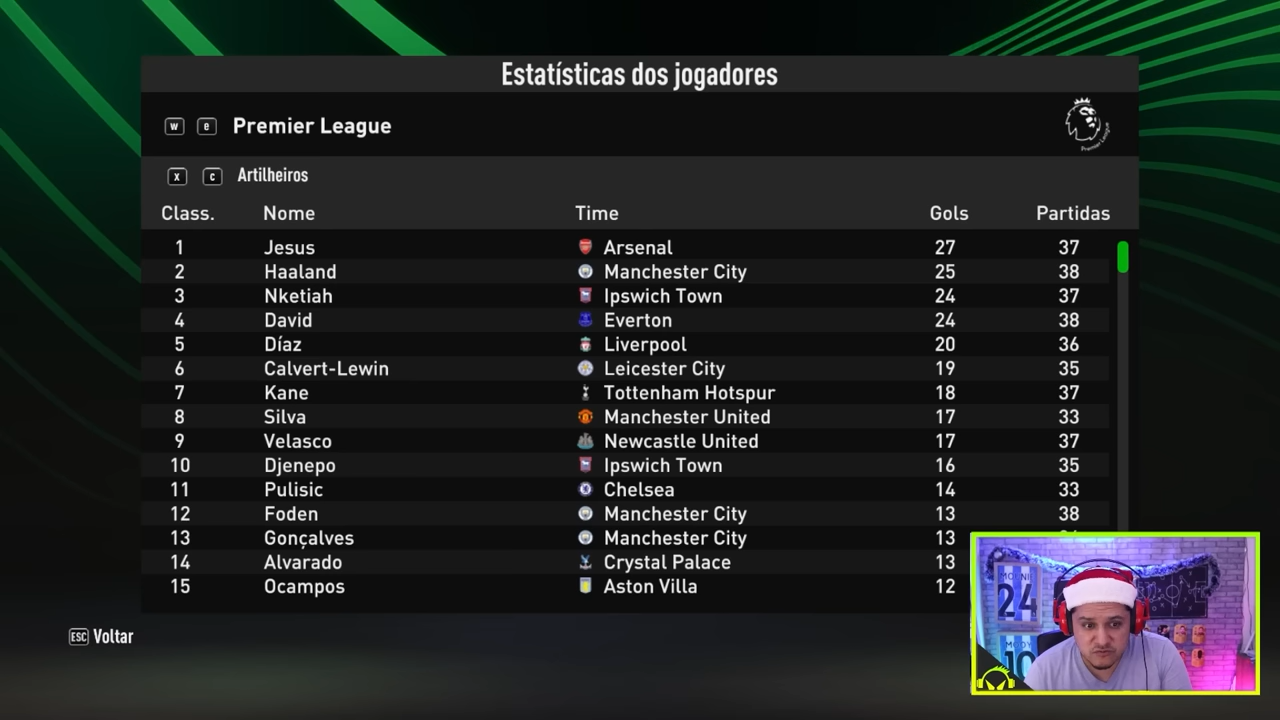 Estatísticas dos jogadores
w e Premier League
Premier League
x c Artilheiros
Class. Nome Time Gols Partidas
1 Jesus Arsenal 27 37
2 Haaland Manchester City 25 38
3 Nketiah Ipswich Town 24 37
4 David Everton 24 38
5 Díaz Liverpool 20 36
6 Calvert-Lewin Leicester City 19 35
7 Kane Tottenham Hotspur 18 37
8 Silva Manchester United 17 33
9 Velasco Newcastle United 17 37
10 Djenepo Ipswich Town 16 35
11 Pulisic Chelsea 14 33
12 Foden Manchester City 13 38
13 Gonçalves Manchester City 13
14 Alvarado Crystal Palace 13
15 Ocampos Aston Villa 12
24
10
ESC Voltar